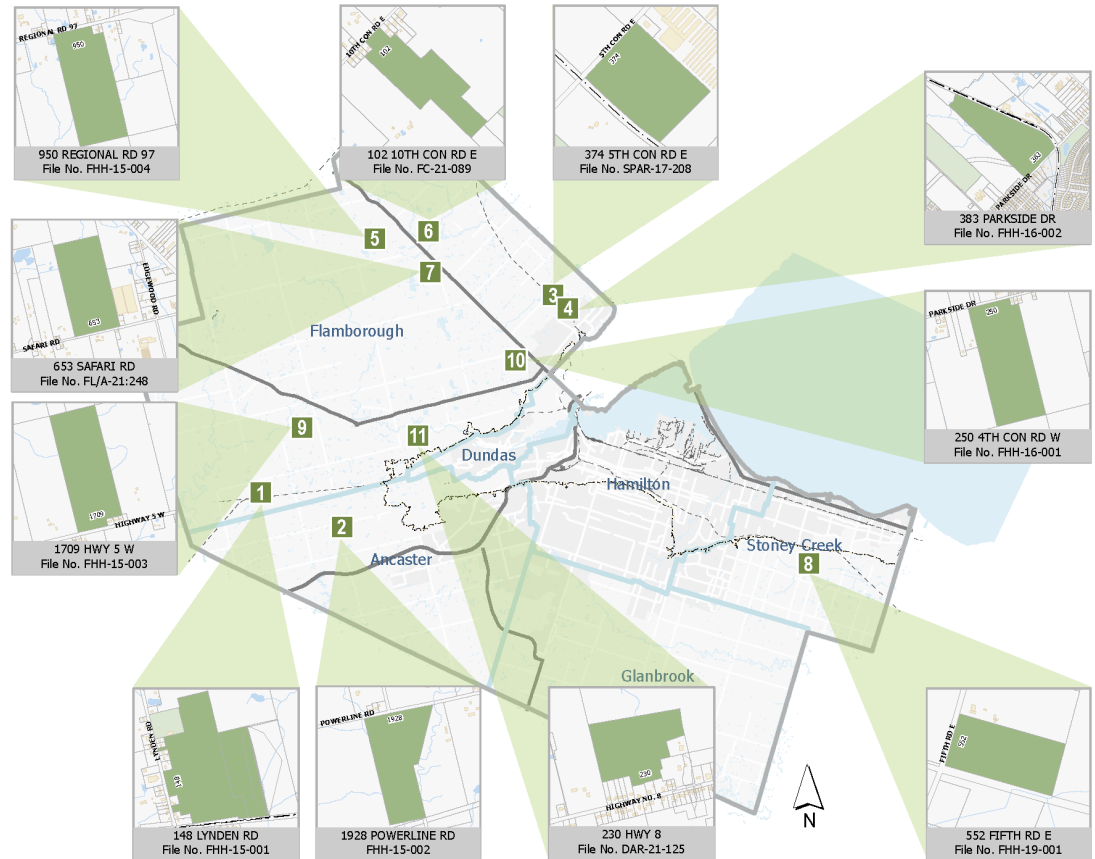 REGIONAL RD 97
950
950 REGIONAL RD 97
File No. FHH-15-004
10TH CON RD E
102
102 10TH CON RD E
File No. FC-21-089
5TH CON RD E
374
374 5TH CON RD E
File No. SPAR-17-208
PARKSIDE DR
383
383 PARKSIDE DR
File No. FHH-16-002
EDGEWOOD RD
653
SAFARI RD
653 SAFARI RD
File No. FL/A-21:248
PARKSIDE DR
250
250 4TH CON RD W
File No. FHH-16-001
1709
HIGHWAY 5 W
1709 HWY 5 W
File No. FHH-15-003
5
6
7
3
4
Flamborough
10
9
11
Dundas
1
Hamilton
2
Stoney Creek
Ancaster
8
Glanbrook
LYNDEN RD
148
148 LYNDEN RD
File No. FHH-15-001
POWERLINE RD
1928
1928 POWERLINE RD
FHH-15-002
230
HIGHWAY NO. 8
230 HWY 8
File No. DAR-21-125
N
FIFTH RD E
552
552 FIFTH RD E
File No. FHH-19-001